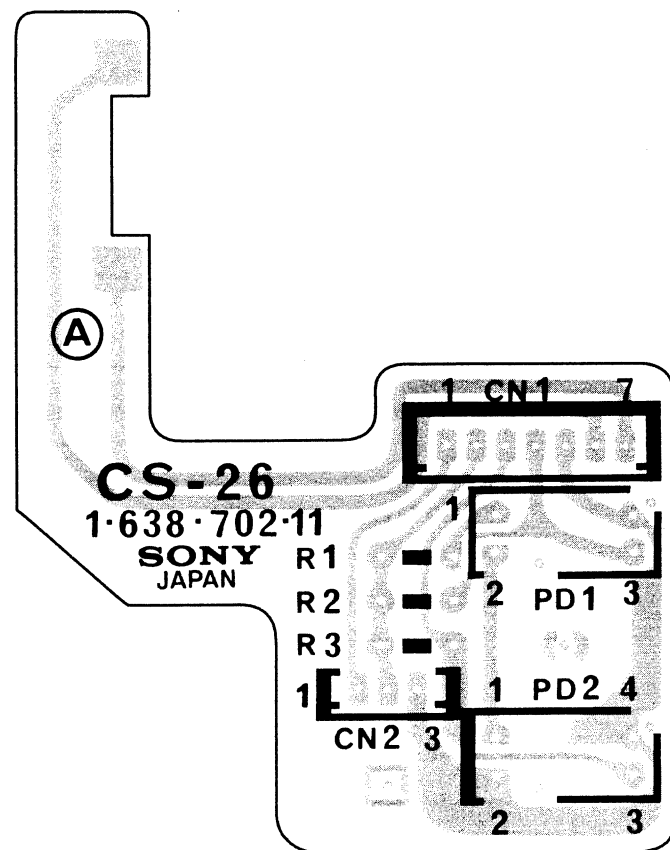 A
1 CN1 7
CS-26
1·638·702·11
SONY
JAPAN
1
R1
R2
R3
2 PD1 3
1 PD2 4
1
CN2 3
2 3